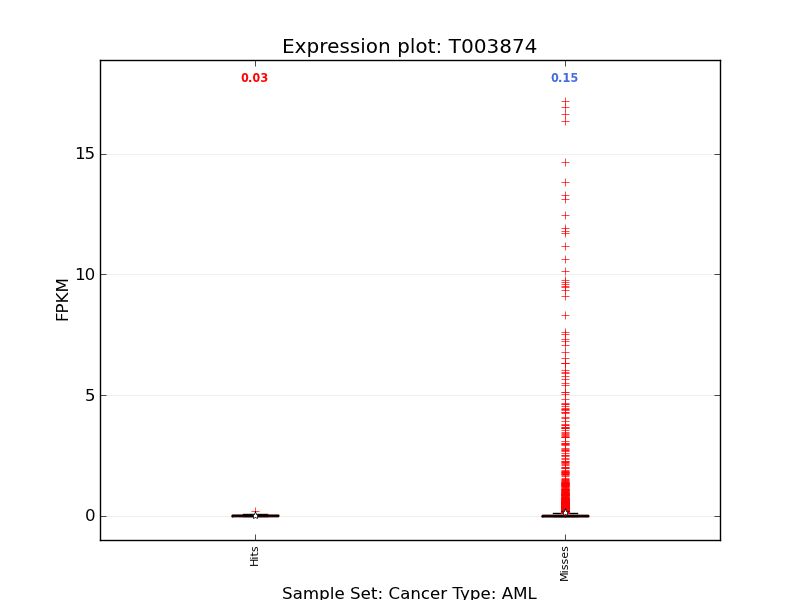 Expression plot: T003874
0.03 0.15
15
10
5
0
FPKM
Hits Misses
Sample Set: Cancer Type: AML